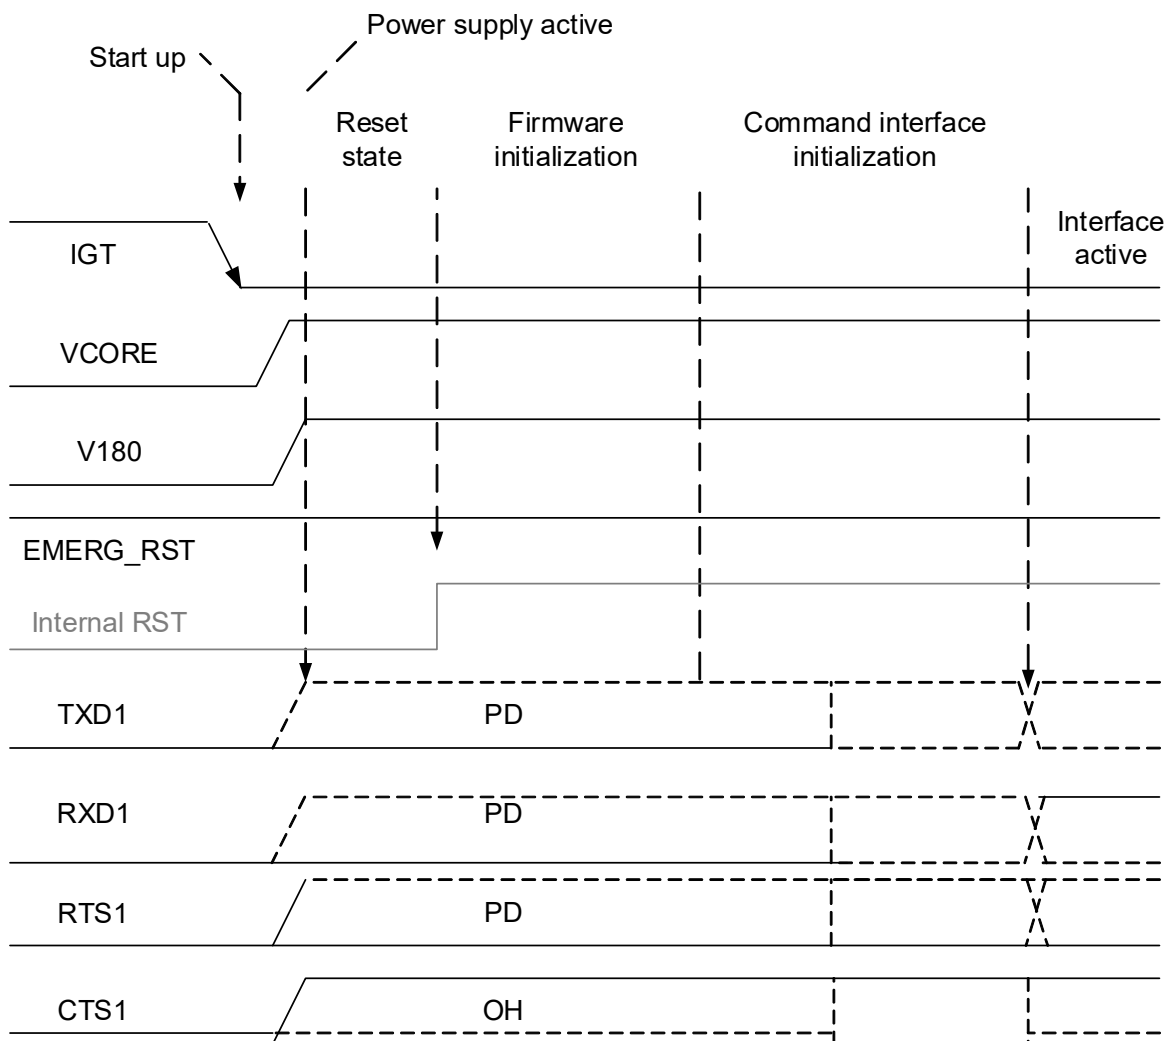 Power supply active
Start up
Reset
state
Firmware
initialization
Command interface
initialization
Interface
active
IGT
VCORE
V180
EMERG_RST
Internal RST
TXD1
PD
RXD1
PD
RTS1
PD
CTS1
OH